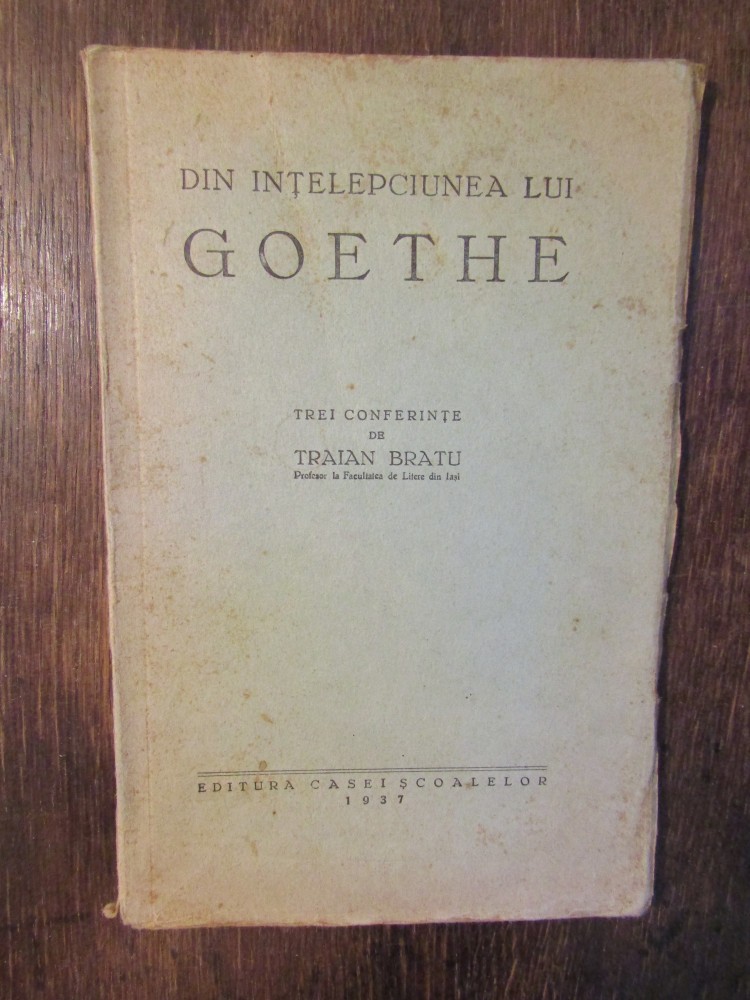 DIN INȚELEPCIUNEA LUI
GOETHE
TREI CONFERINȚE
DE
TRAIAN BRATU
Profesor la Facultatea de Litere din Iași
EDITURA CASEI ȘCOALELOR
1937